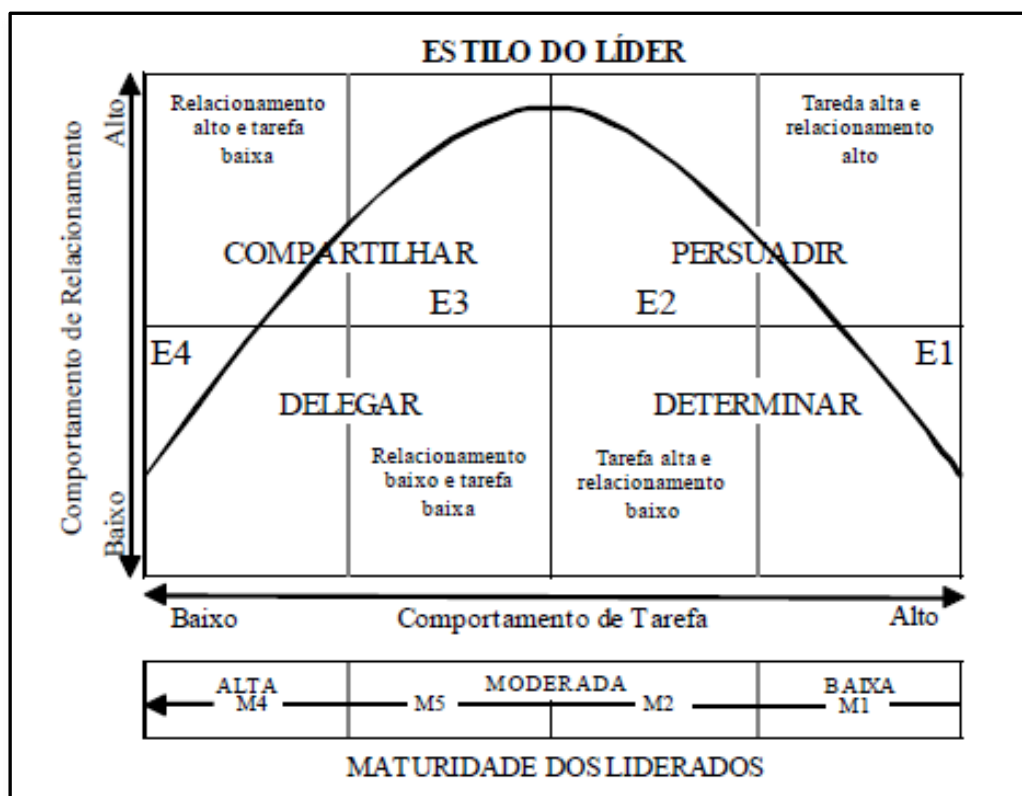 ESTILO DO LÍDER
Comportamento de Relacionamento
Alto
Baixo
Relacionamento
alto e tarefa
baixa
Tareda alta e
relacionamento
alto
COMPARTILHAR
PERSUADIR
E3
E2
E4
E1
DELEGAR
DETERMINAR
Relacionamento
baixo e tarefa
baixa
Tarefa alta e
relacionamento
baixo
Baixo
Comportamento de Tarefa
Alto
ALTA
MODERADA
BAIXA
M4
M5
M2
M1
MATURIDADE DOS LIDERADOS